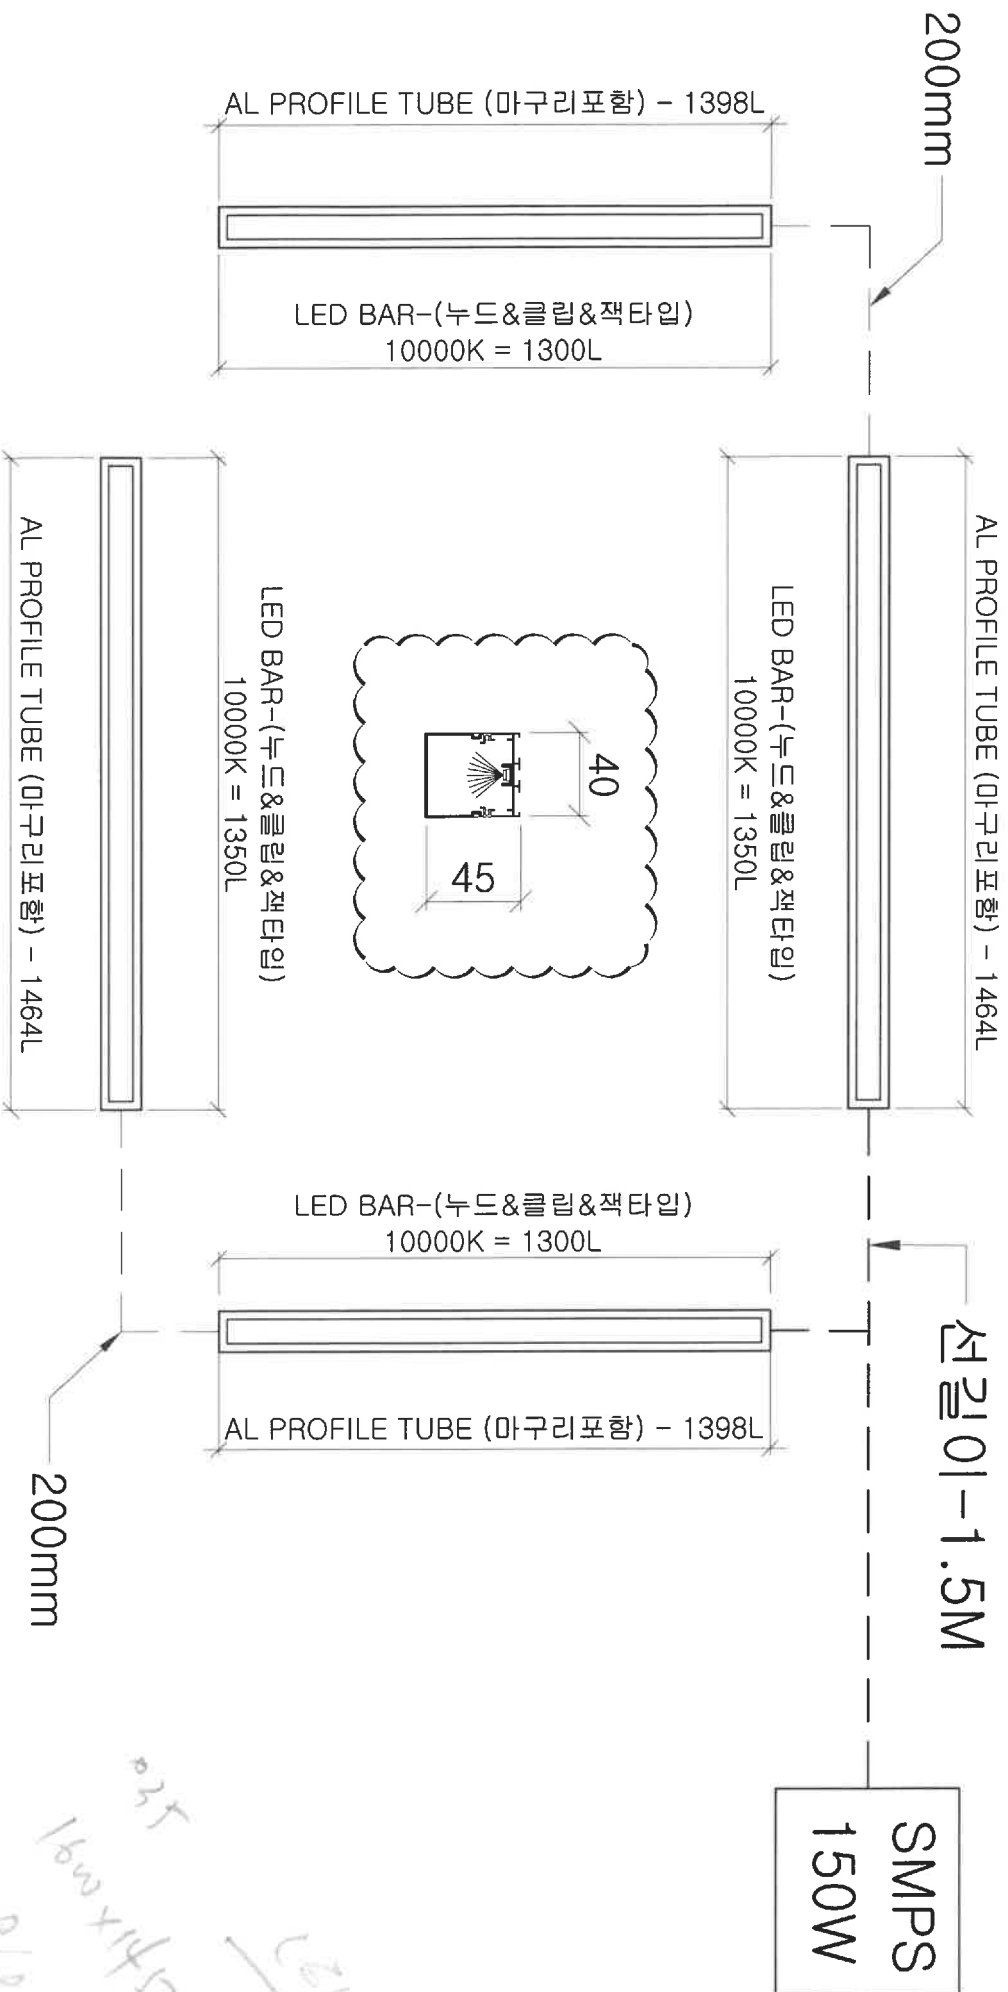 200mm
AL PROFILE TUBE (마구리포함) - 1398L
LED BAR-(누드&클립&잭타입)
10000K = 1300L
AL PROFILE TUBE (마구리포함) - 1464L
LED BAR-(누드&클립&잭타입)
10000K = 1350L
40
45
LED BAR-(누드&클립&잭타입)
10000K = 1350L
AL PROFILE TUBE (마구리포함) - 1464L
LED BAR-(누드&클립&잭타입)
10000K = 1300L
AL PROFILE TUBE (마구리포함) - 1398L
선길이-1.5M
200mm
SMPS
150W